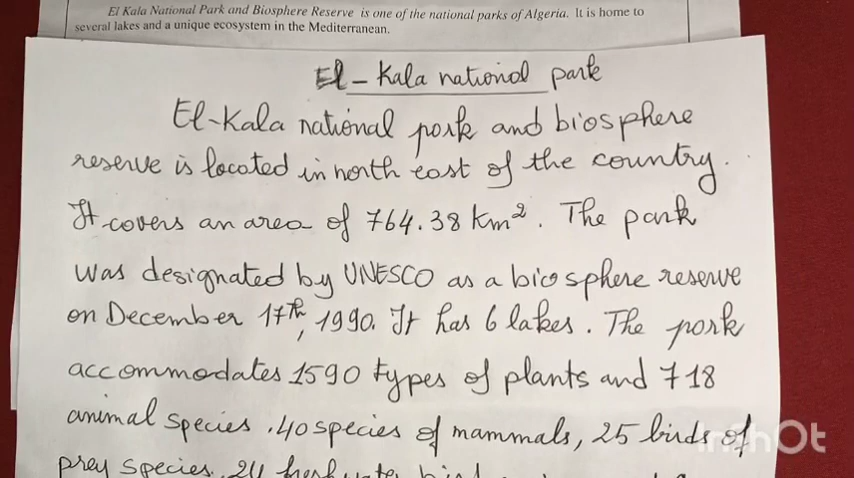 El Kala National Park and Biosphere Reserve is one of the national parks of Algeria. It is home to
several lakes and a unique ecosystem in the Mediterranean.
El-Kala national park
El-Kala national park and biosphere
reserve is located in north east of the country.
It covers an area of 764.38 km². The park
was designated by UNESCO as a biosphere reserve
on December 17th, 1990. It has 6 lakes. The park
accommodates 1590 types of plants and 718
animal species. 40 species of mammals, 25 birds of
prey species,
InShOt